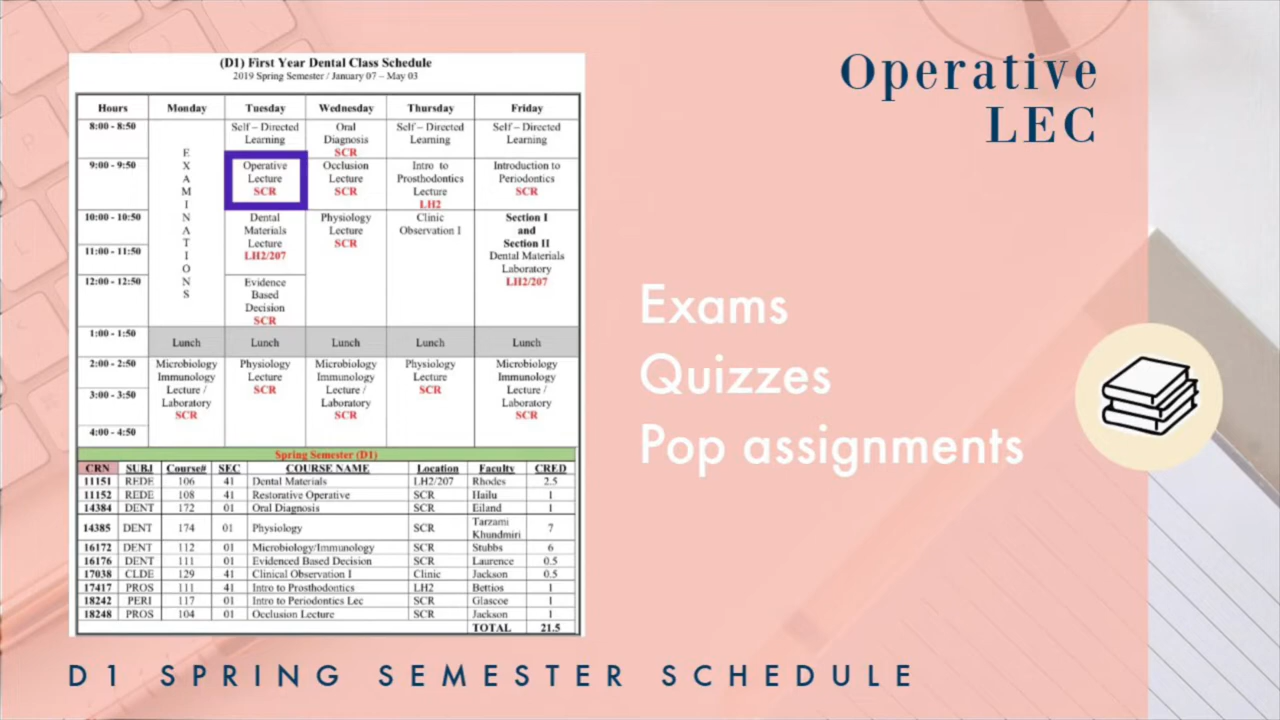 Operative
LEC
(D1) First Year Dental Class Schedule
2019 Spring Semester / January 07 – May 03
Hours Monday Tuesday Wednesday Thursday Friday
8:00 - 8:50 Self – Directed Learning Oral Diagnosis SCR Self – Directed Learning Self – Directed Learning
EXAMINATIONS
9:00 - 9:50 Operative Lecture SCR Occlusion Lecture SCR Intro to Prosthodontics Lecture LH2 Introduction to Periodontics SCR
10:00 - 10:50 Dental Materials Lecture LH2/207 Physiology Lecture SCR Clinic Observation I Section I and Section II Dental Materials Laboratory LH2/207
11:00 - 11:50
12:00 - 12:50 Evidence Based Decision SCR
1:00 - 1:50 Lunch Lunch Lunch Lunch Lunch
2:00 - 2:50 Microbiology Immunology Lecture / Laboratory SCR Physiology Lecture SCR Microbiology Immunology Lecture / Laboratory SCR Physiology Lecture SCR Microbiology Immunology Lecture / Laboratory SCR
3:00 - 3:50
4:00 - 4:50
Spring Semester (D1)
CRN SUBJ Course# SEC COURSE NAME Location Faculty CRED
11151 REDE 106 41 Dental Materials LH2/207 Rhodes 2.5
11152 REDE 108 41 Restorative Operative SCR Hailu 1
14384 DENT 172 01 Oral Diagnosis SCR Eiland 1
14385 DENT 174 01 Physiology SCR Tarzami Khundmiri 7
16172 DENT 112 01 Microbiology/Immunology SCR Stubbs 6
16176 DENT 111 01 Evidenced Based Decision SCR Laurence 0.5
17038 CLDE 129 41 Clinical Observation I Clinic Jackson 0.5
17417 PROS 111 41 Intro to Prosthodontics LH2 Bettios 1
18242 PERI 117 01 Intro to Periodontics Lec SCR Glascoe 1
18248 PROS 104 01 Occlusion Lecture SCR Jackson 1
TOTAL 21.5
Exams
Quizzes
Pop assignments
D1 SPRING SEMESTER SCHEDULE